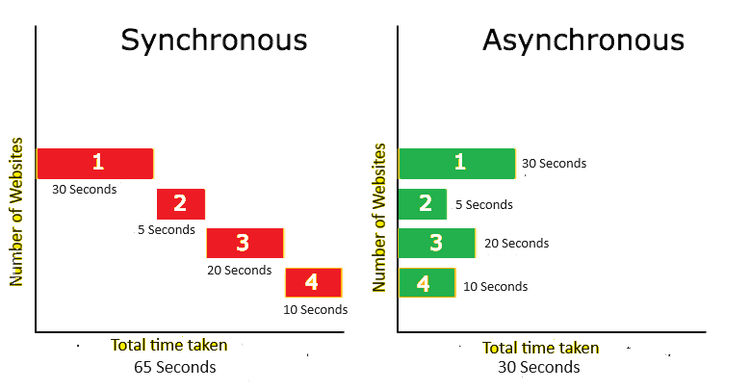 Synchronous
Number of Websites
1
30 Seconds
2
5 Seconds
3
20 Seconds
4
10 Seconds
Total time taken
65 Seconds
Asynchronous
Number of Websites
1
30 Seconds
2
5 Seconds
3
20 Seconds
4
10 Seconds
Total time taken
30 Seconds